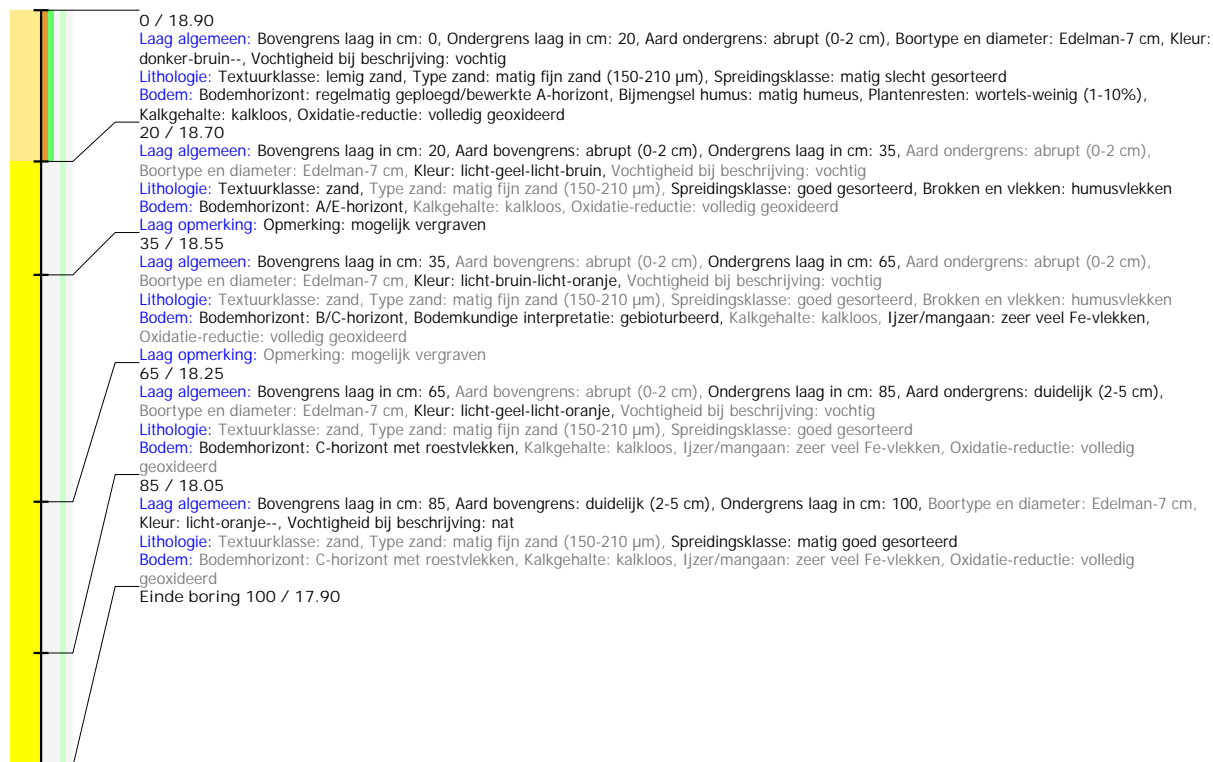 0 / 18.90
Laag algemeen: Bovengrens laag in cm: 0, Ondergrens laag in cm: 20, Aard ondergrens: abrupt (0-2 cm), Boortype en diameter: Edelman-7 cm, Kleur:
donker-bruin--, Vochtigheid bij beschrijving: vochtig
Lithologie: Textuurklasse: lemig zand, Type zand: matig fijn zand (150-210 µm), Spreidingsklasse: matig slecht gesorteerd
Bodem: Bodemhorizont: regelmatig geploegd/bewerkte A-horizont, Bijmengsel humus: matig humeus, Plantenresten: wortels-weinig (1-10%),
Kalkgehalte: kalkloos, Oxidatie-reductie: volledig geoxideerd
20 / 18.70
Laag algemeen: Bovengrens laag in cm: 20, Aard bovengrens: abrupt (0-2 cm), Ondergrens laag in cm: 35, Aard ondergrens: abrupt (0-2 cm),
Boortype en diameter: Edelman-7 cm, Kleur: licht-geel-licht-bruin, Vochtigheid bij beschrijving: vochtig
Lithologie: Textuurklasse: zand, Type zand: matig fijn zand (150-210 µm), Spreidingsklasse: goed gesorteerd, Brokken en vlekken: humusvlekken
Bodem: Bodemhorizont: A/E-horizont, Kalkgehalte: kalkloos, Oxidatie-reductie: volledig geoxideerd
Laag opmerking: Opmerking: mogelijk vergraven
35 / 18.55
Laag algemeen: Bovengrens laag in cm: 35, Aard bovengrens: abrupt (0-2 cm), Ondergrens laag in cm: 65, Aard ondergrens: abrupt (0-2 cm),
Boortype en diameter: Edelman-7 cm, Kleur: licht-bruin-licht-oranje, Vochtigheid bij beschrijving: vochtig
Lithologie: Textuurklasse: zand, Type zand: matig fijn zand (150-210 µm), Spreidingsklasse: goed gesorteerd, Brokken en vlekken: humusvlekken
Bodem: Bodemhorizont: B/C-horizont, Bodemkundige interpretatie: gebioturbeerd, Kalkgehalte: kalkloos, Ijzer/mangaan: zeer veel Fe-vlekken,
Oxidatie-reductie: volledig geoxideerd
Laag opmerking: Opmerking: mogelijk vergraven
65 / 18.25
Laag algemeen: Bovengrens laag in cm: 65, Aard bovengrens: abrupt (0-2 cm), Ondergrens laag in cm: 85, Aard ondergrens: duidelijk (2-5 cm),
Boortype en diameter: Edelman-7 cm, Kleur: licht-geel-licht-oranje, Vochtigheid bij beschrijving: vochtig
Lithologie: Textuurklasse: zand, Type zand: matig fijn zand (150-210 µm), Spreidingsklasse: goed gesorteerd
Bodem: Bodemhorizont: C-horizont met roestvlekken, Kalkgehalte: kalkloos, Ijzer/mangaan: zeer veel Fe-vlekken, Oxidatie-reductie: volledig
geoxideerd
85 / 18.05
Laag algemeen: Bovengrens laag in cm: 85, Aard bovengrens: duidelijk (2-5 cm), Ondergrens laag in cm: 100, Boortype en diameter: Edelman-7 cm,
Kleur: licht-oranje--, Vochtigheid bij beschrijving: nat
Lithologie: Textuurklasse: zand, Type zand: matig fijn zand (150-210 µm), Spreidingsklasse: matig goed gesorteerd
Bodem: Bodemhorizont: C-horizont met roestvlekken, Kalkgehalte: kalkloos, Ijzer/mangaan: zeer veel Fe-vlekken, Oxidatie-reductie: volledig
geoxideerd
Einde boring 100 / 17.90